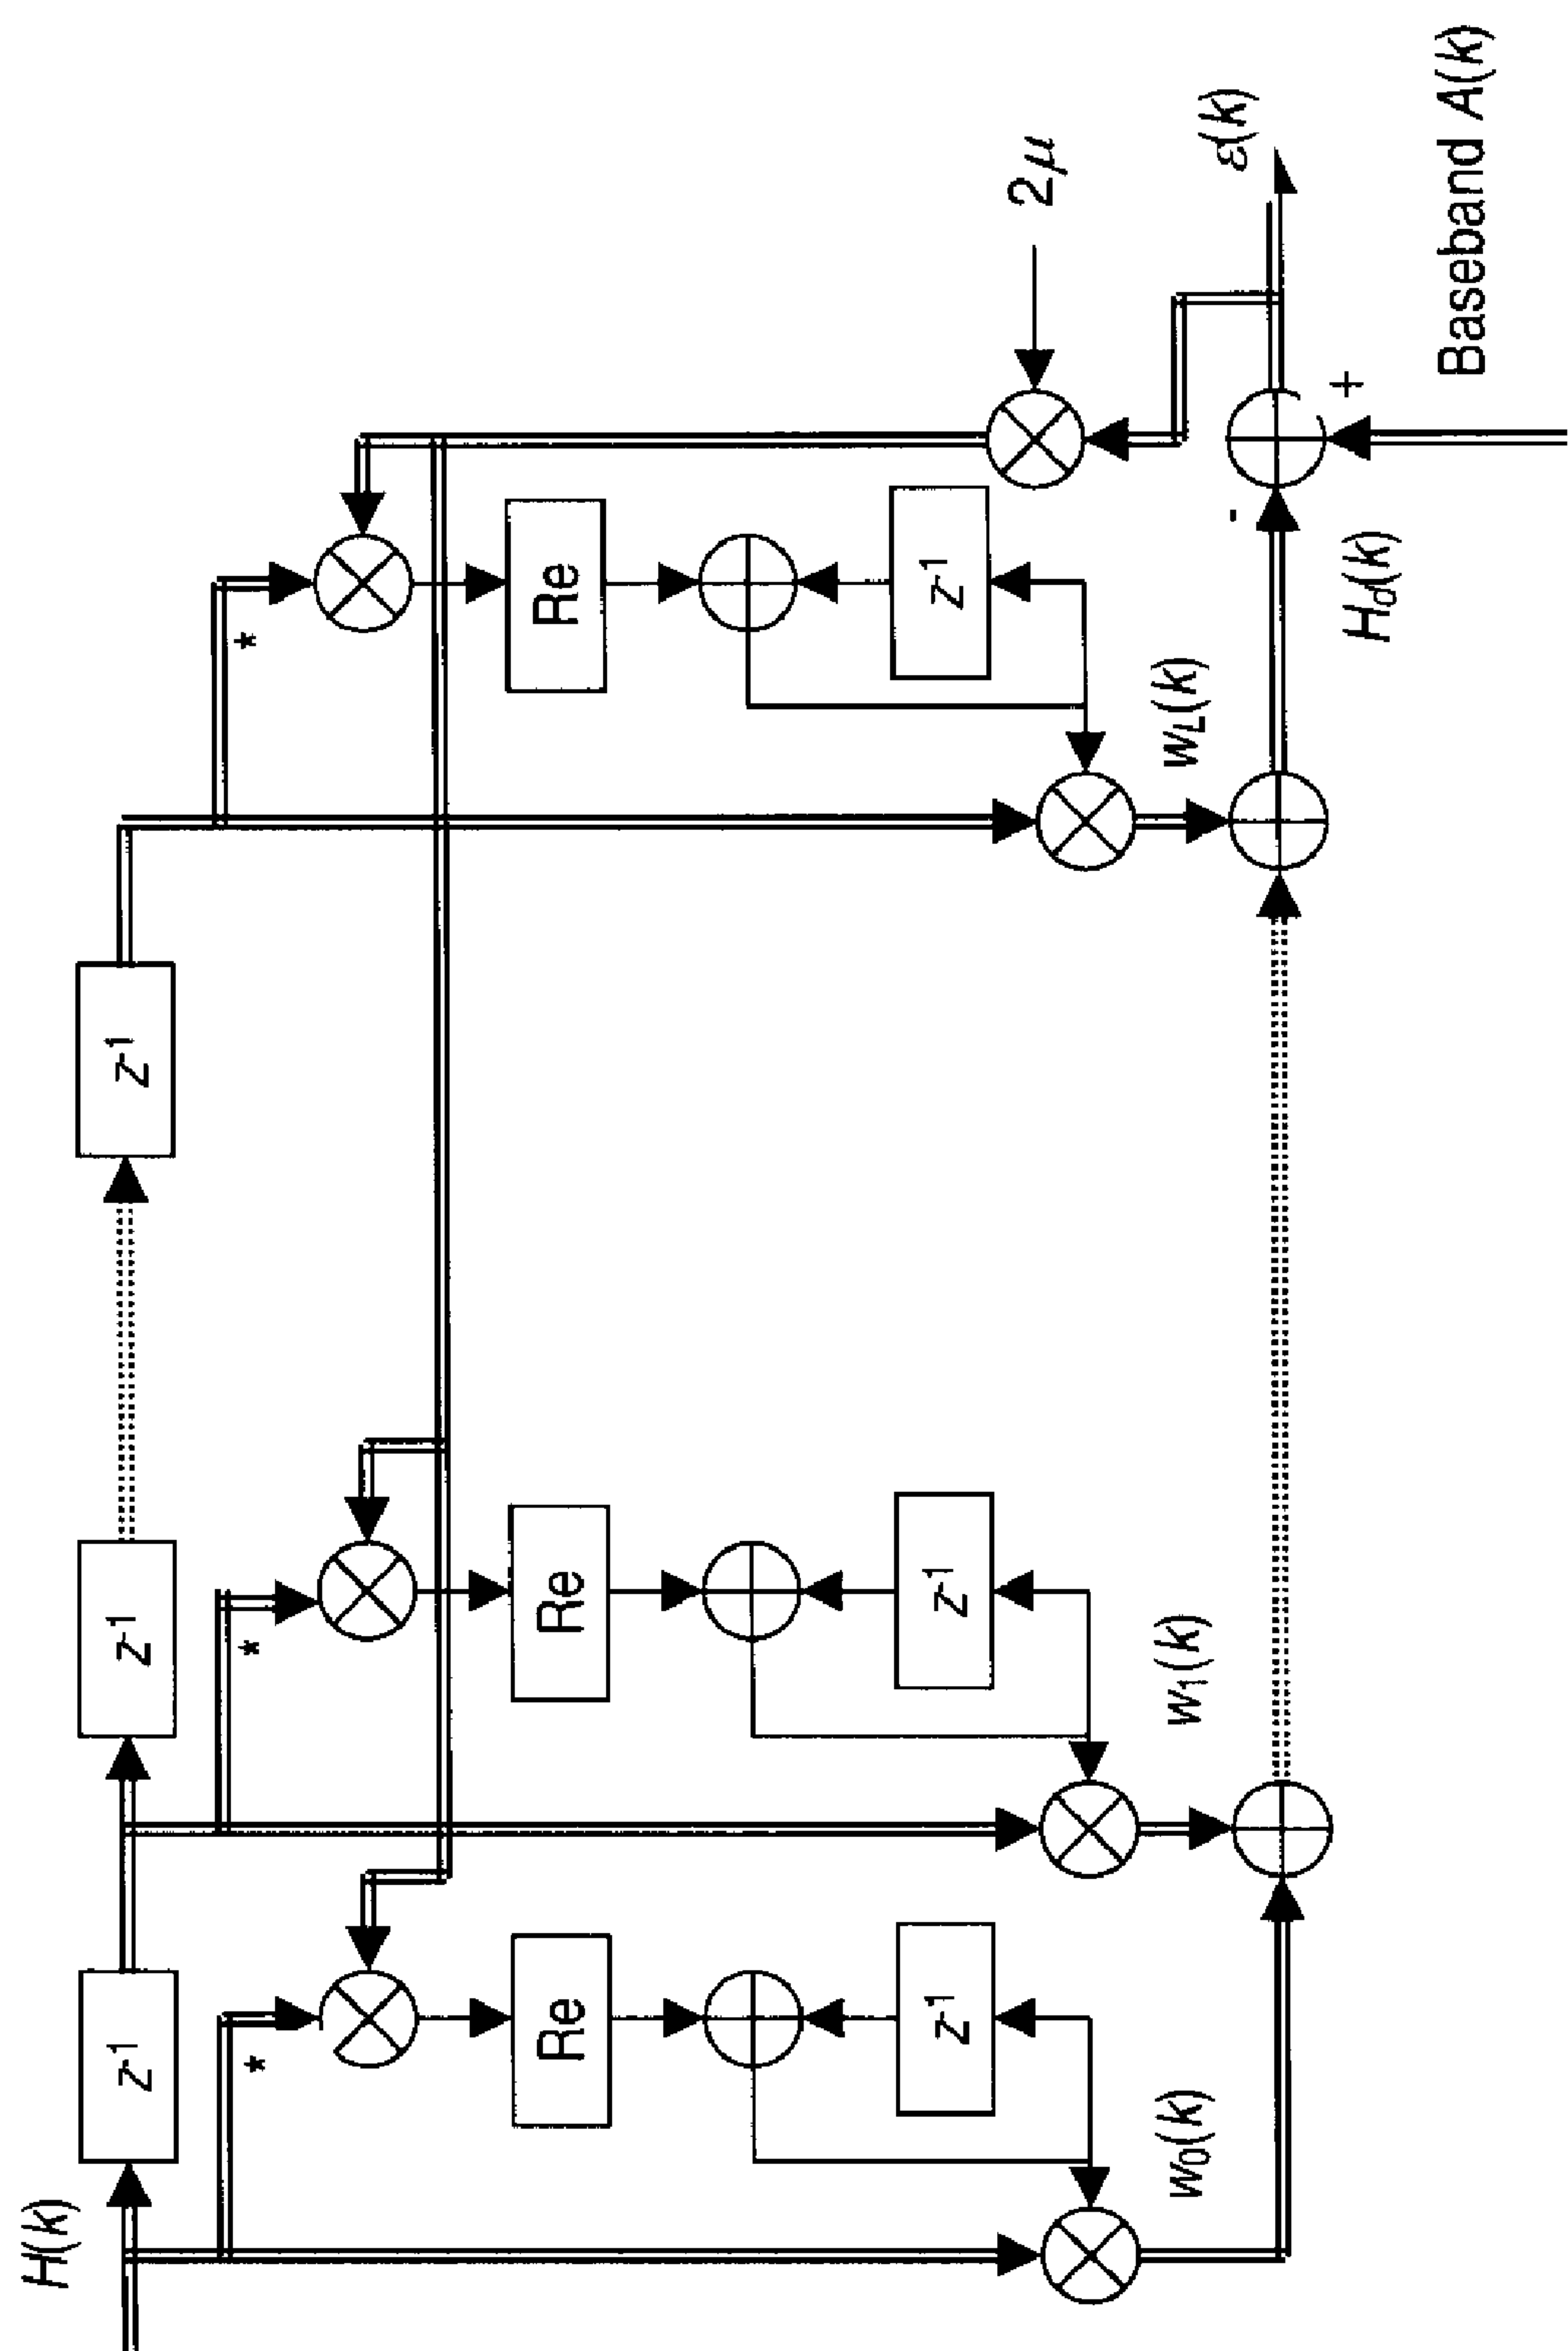 H(k)
z-1
z-1
z-1
*
*
*
Re
Re
Re
z-1
z-1
z-1
2μ
w0(k)
w1(k)
wL(k)
ε(k)
-
+
Hd(k)
Baseband A(k)